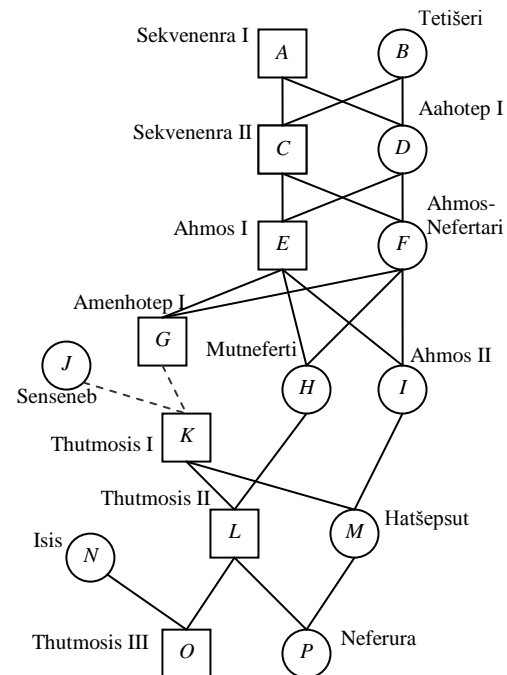 Tetišeri
Sekvenenra I
A
B
Aahotep I
Sekvenenra II
C
D
Ahmos-
Nefertari
Ahmos I
E
F
Amenhotep I
G
Mutneferti
Ahmos II
J
H
I
Senseneb
K
Thutmosis I
Thutmosis II
Hatšepsut
L
M
Isis
N
Thutmosis III
O
P
Neferura